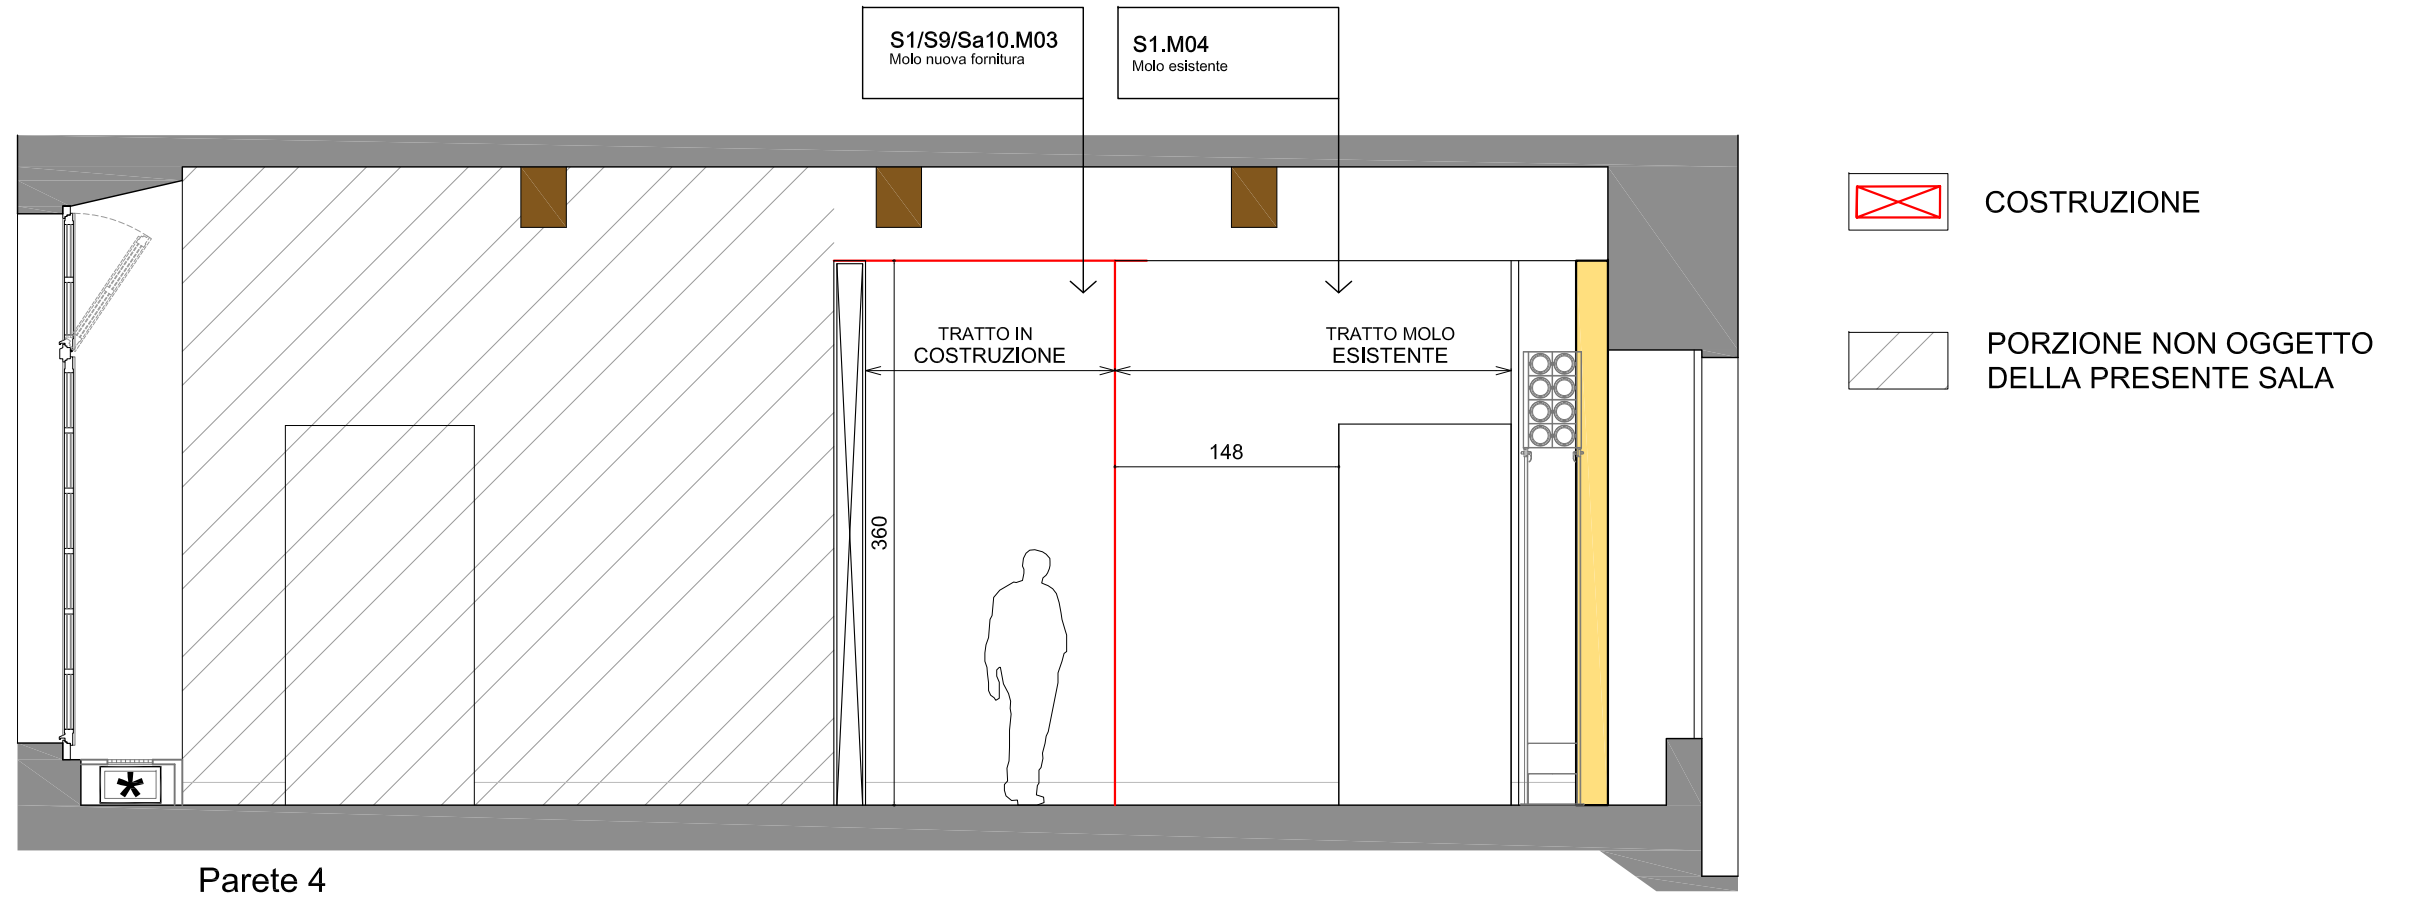 S1/S9/Sa10.M03
Molo nuova fornitura
S1.M04
Molo esistente
COSTRUZIONE
TRATTO IN
COSTRUZIONE
TRATTO MOLO
ESISTENTE
PORZIONE NON OGGETTO
DELLA PRESENTE SALA
148
360
*
Parete 4